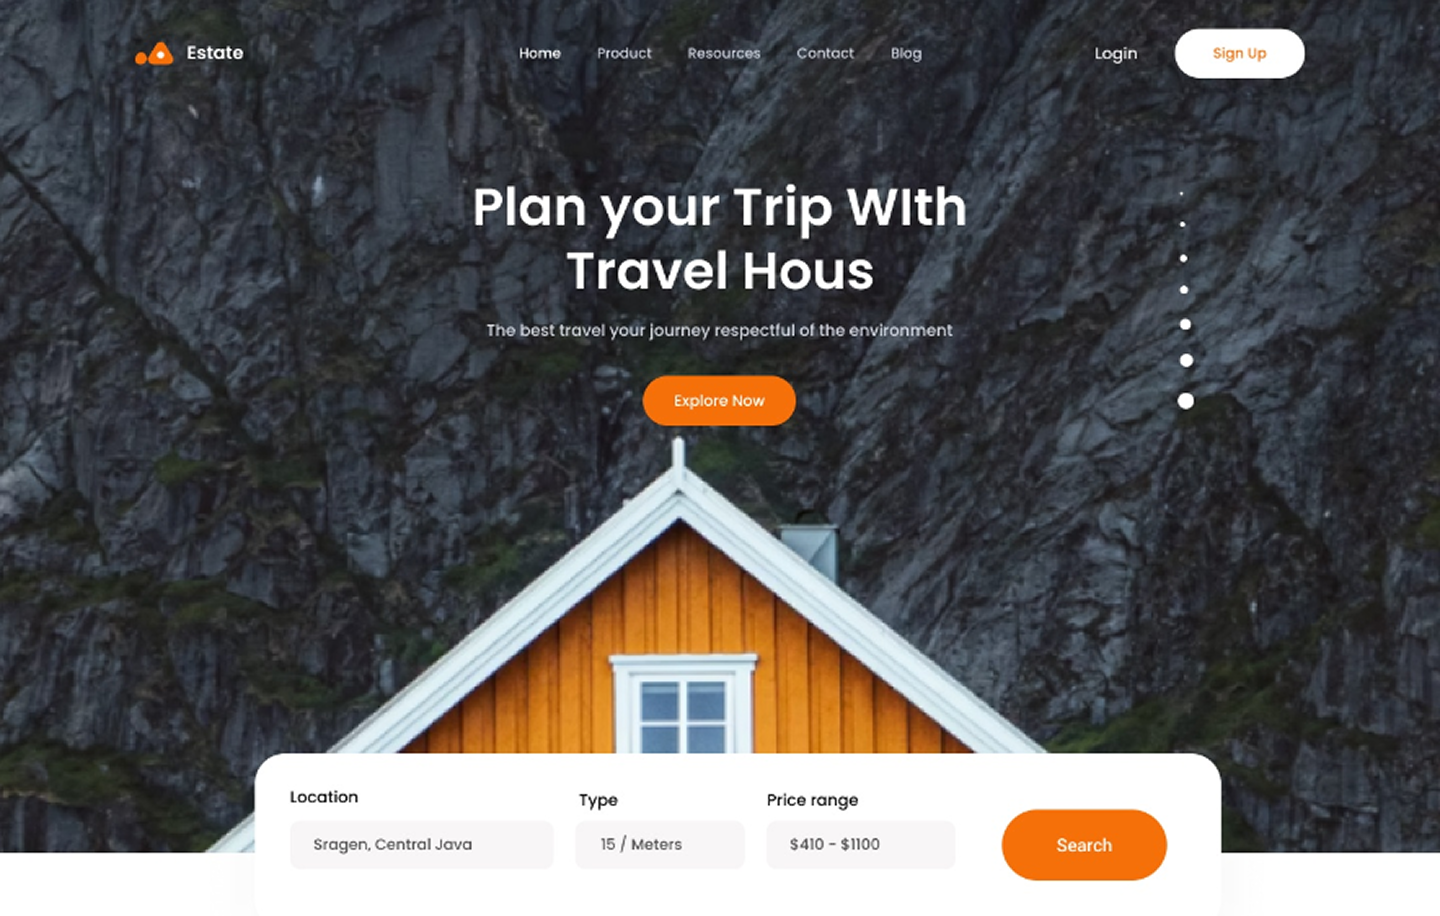 Estate
Home Product Resources Contact Blog
Login
Sign Up
Plan your Trip WIth
Travel Hous
The best travel your journey respectful of the environment
Explore Now
Location
Type
Price range
Sragen, Central Java
15 / Meters
$410 - $1100
Search